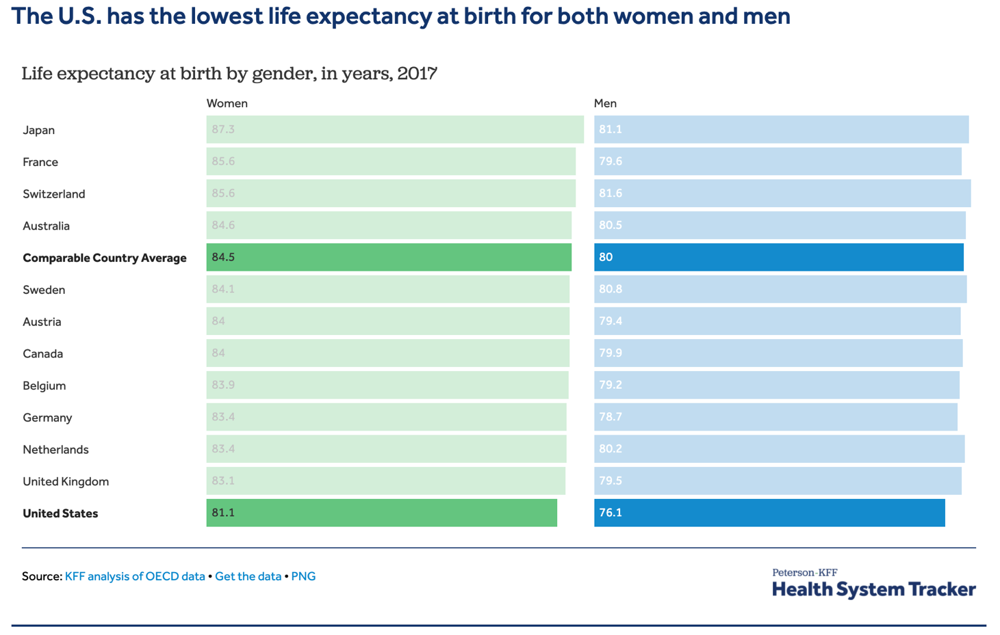 The U.S. has the lowest life expectancy at birth for both women and men
Life expectancy at birth by gender, in years, 2017
Women Men
Japan 87.3 81.1
France 85.6 79.6
Switzerland 85.6 81.6
Australia 84.6 80.5
Comparable Country Average 84.5 80
Sweden 84.1 80.8
Austria 84 79.4
Canada 84 79.9
Belgium 83.9 79.2
Germany 83.4 78.7
Netherlands 83.4 80.2
United Kingdom 83.1 79.5
United States 81.1 76.1
Source: KFF analysis of OECD data • Get the data • PNG
Peterson-KFF
Health System Tracker